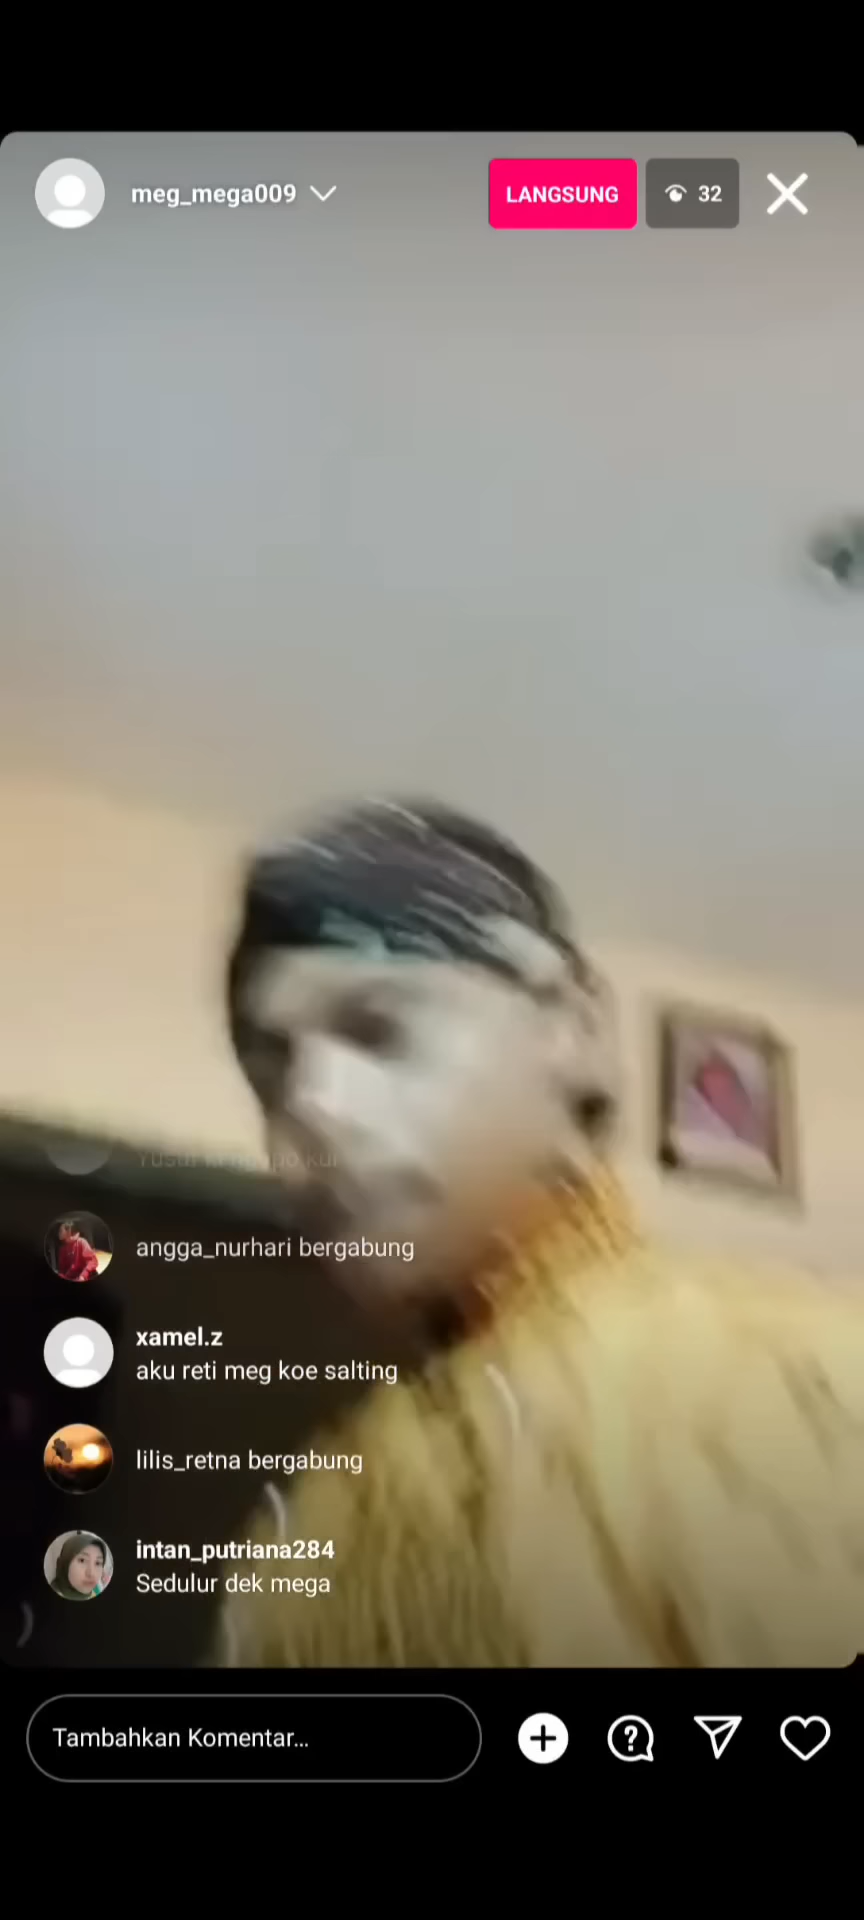 meg_mega009
LANGSUNG
32
angga_nurhari bergabung
xamel.z
aku reti meg koe salting
lilis_retna bergabung
intan_putriana284
Sedulur dek mega
Tambahkan Komentar...